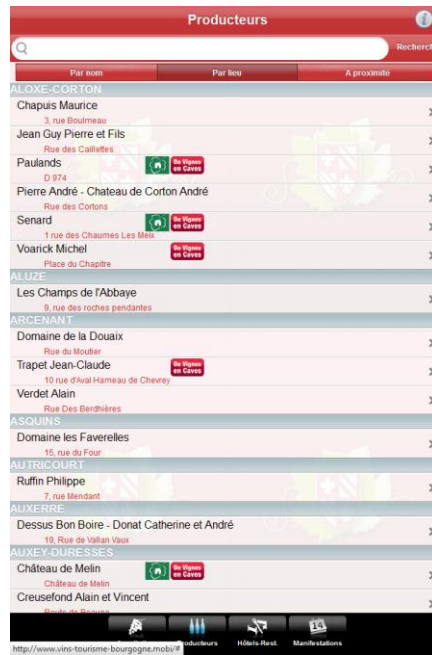 Producteurs
Recherch
Par nom Par lieu A proximité
ALOXE-CORTON
Chapuis Maurice
3, rue Boulmeau
Jean Guy Pierre et Fils
Rue des Caillettes
Paulands De Vignes en Caves
D 974
Pierre André - Chateau de Corton André
Rue des Cortons
Senard De Vignes en Caves
1 rue des Chaumes Les Meix
Voarick Michel De Vignes en Caves
Place du Chapitre
ALUZE
Les Champs de l'Abbaye
9, rue des roches pendantes
ARCENANT
Domaine de la Douaix
Rue du Moutier
Trapet Jean-Claude De Vignes en Caves
10 rue d'Aval Hameau de Chevrey
Verdet Alain
Rue Des Berdhières
ASQUINS
Domaine les Faverelles
15, rue du Four
AUTRICOURT
Ruffin Philippe
7, rue Mendant
AUXERRE
Dessus Bon Boire - Donat Catherine et André
19, Rue de Vallan Vaux
AUXEY-DURESSES
Château de Melin De Vignes en Caves
Château de Melin
Creusefond Alain et Vincent
Route de Beaune
14
Producteurs Hôtels-Rest. Manifestations
http://www.vins-tourisme-bourgogne.mobi/#